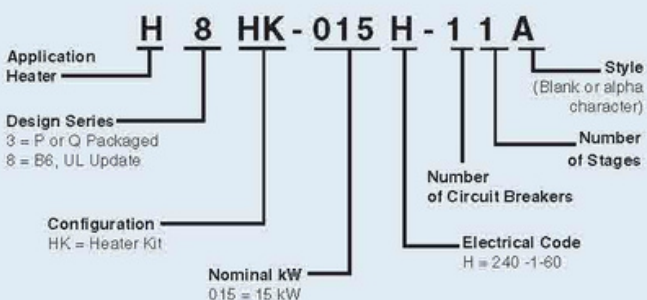 H 8 HK - 015 H - 1 1 A
Application
Heater
Style
(Blank or alpha
character)
Design Series
3 = P or Q Packaged
8 = B6, UL Update
Number
of Stages
Number
of Circuit Breakers
Configuration
HK = Heater Kit
Electrical Code
H = 240 -1-60
Nominal kW
015 = 15 kW